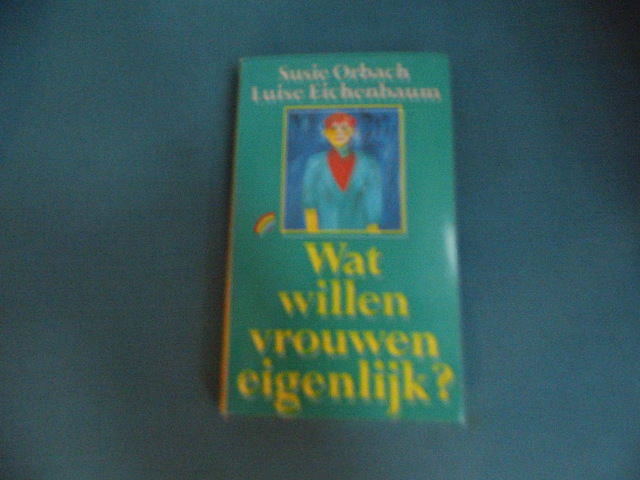 Susie Orbach
Luise Eichenbaum
Wat
willen
vrouwen
eigenlijk?